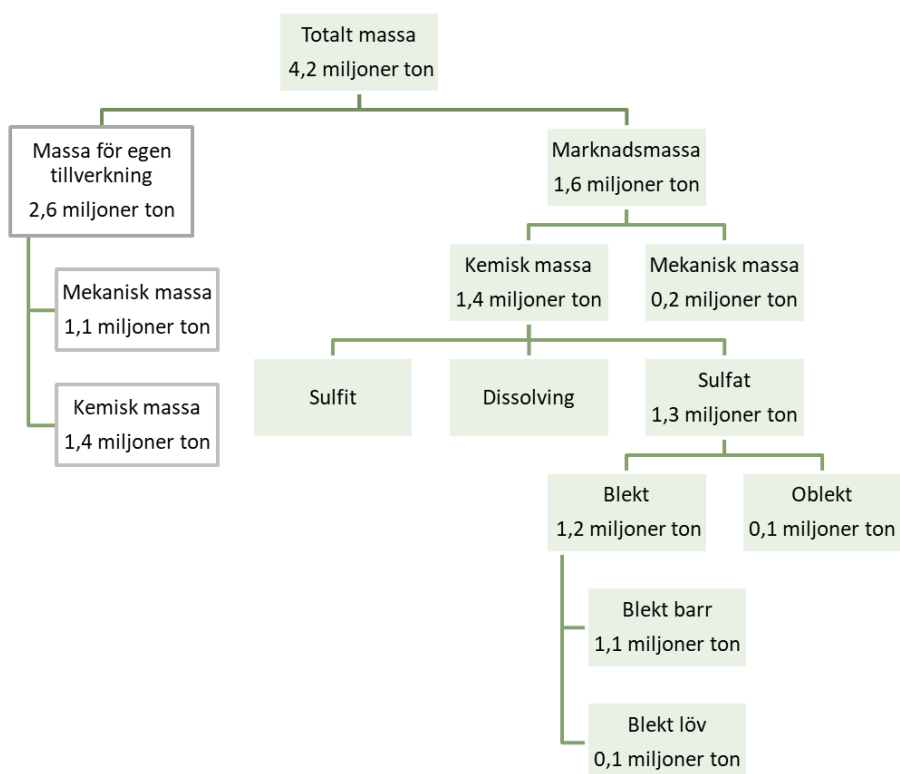 Totalt massa
4,2 miljoner ton
Massa för egen
tillverkning
2,6 miljoner ton
Marknadsmassa
1,6 miljoner ton
Mekanisk massa
1,1 miljoner ton
Kemisk massa
1,4 miljoner ton
Kemisk massa
1,4 miljoner ton
Mekanisk massa
0,2 miljoner ton
Sulfit
Dissolving
Sulfat
1,3 miljoner ton
Blekt
1,2 miljoner ton
Oblekt
0,1 miljoner ton
Blekt barr
1,1 miljoner ton
Blekt löv
0,1 miljoner ton